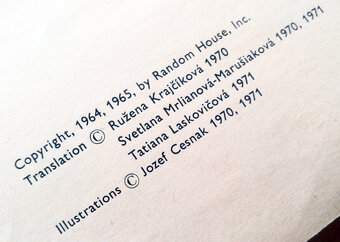 Copyright, 1964, 1965, by Random House, Inc.
Translation © Ružena Krajčíková 1970
Svetlana Mrlianová-Marušiaková 1970, 1971
Tatiana Laskovičová 1971
Illustrations © Jozef Cesnak 1970, 1971